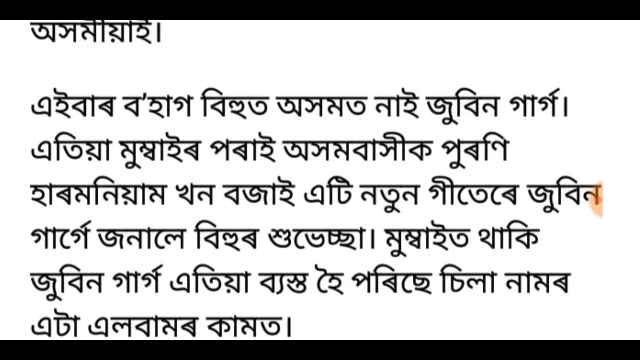 অসমীয়াই।
এইবাৰ ব’হাগ বিহুত অসমত নাই জুবিন গাৰ্গ।
এতিয়া মুম্বাইৰ পৰাই অসমবাসীক পুৰণি
হাৰমনিয়াম খন বজাই এটি নতুন গীতেৰে জুবিন
গাৰ্গে জনালে বিহুৰ শুভেচ্ছা। মুম্বাইত থাকি
জুবিন গাৰ্গ এতিয়া ব্যস্ত হৈ পৰিছে চিলা নামৰ
এটা এলবামৰ কামত।